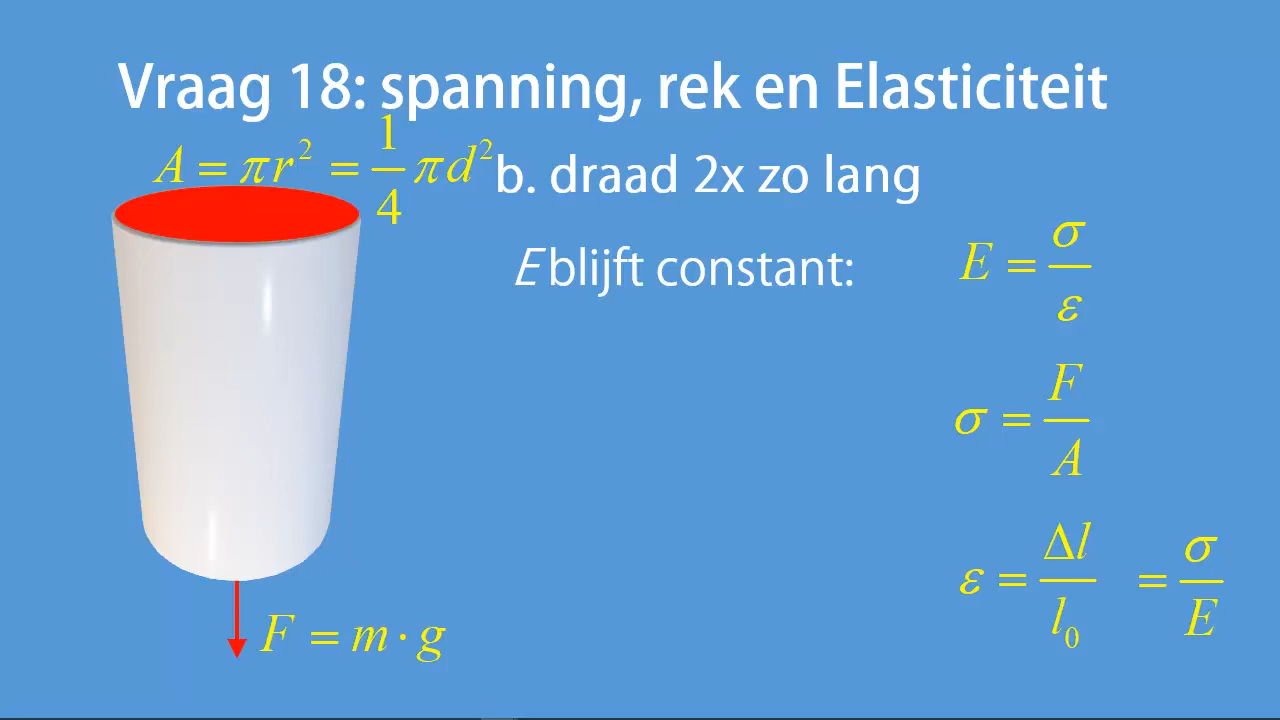 Vraag 18: spanning, rek en Elasticiteit
A = πr² = 1/4 πd²
b. draad 2x zo lang
E blijft constant:
E = σ/ε
σ = F/A
ε = Δl/l₀ = σ/E
F = m · g